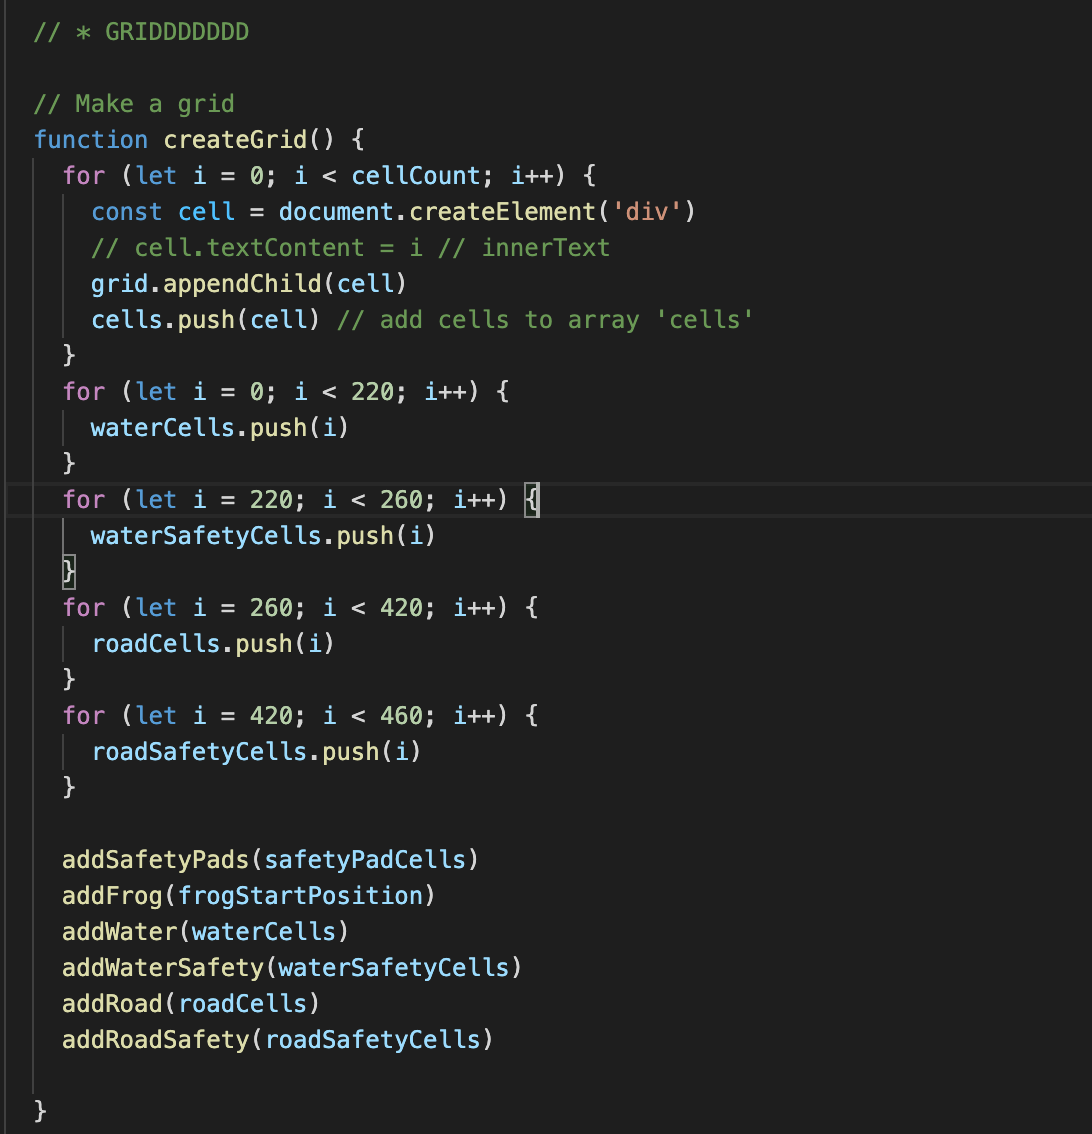 // * GRIDDDDDDD
// Make a grid
function createGrid() {
for (let i = 0; i < cellCount; i++) {
const cell = document.createElement('div')
// cell.textContent = i // innerText
grid.appendChild(cell)
cells.push(cell) // add cells to array 'cells'
}
for (let i = 0; i < 220; i++) {
waterCells.push(i)
}
for (let i = 220; i < 260; i++) {
waterSafetyCells.push(i)
}
for (let i = 260; i < 420; i++) {
roadCells.push(i)
}
for (let i = 420; i < 460; i++) {
roadSafetyCells.push(i)
}
addSafetyPads(safetyPadCells)
addFrog(frogStartPosition)
addWater(waterCells)
addWaterSafety(waterSafetyCells)
addRoad(roadCells)
addRoadSafety(roadSafetyCells)
}